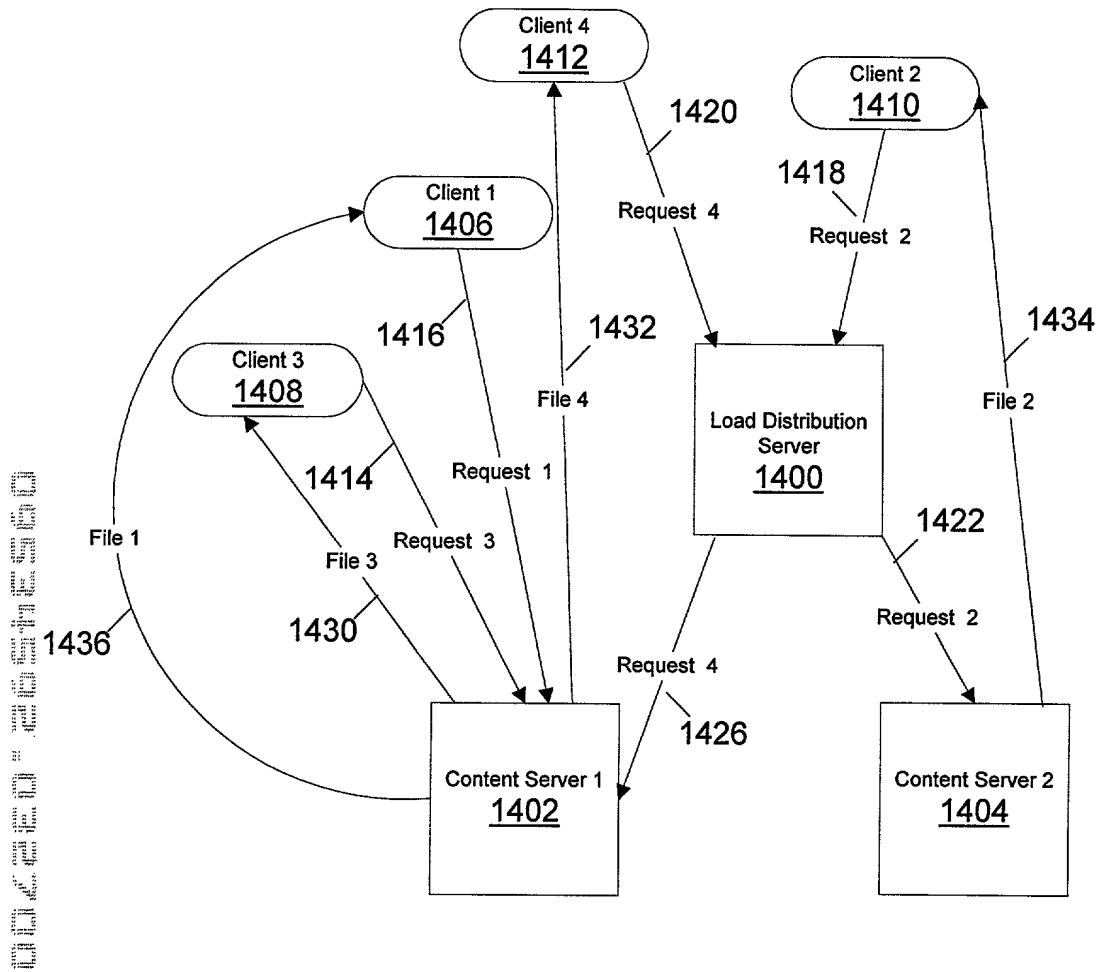 Client 4
1412
Client 2
1410
1420
1418
Request 4
Request 2
Client 1
1406
1416
1432
1434
Client 3
1408
File 4
File 2
Load Distribution
Server
1400
1414
Request 1
Request 3
File 1
File 3
1422
1436
1430
Request 2
Request 4
1426
Content Server 1
1402
Content Server 2
1404